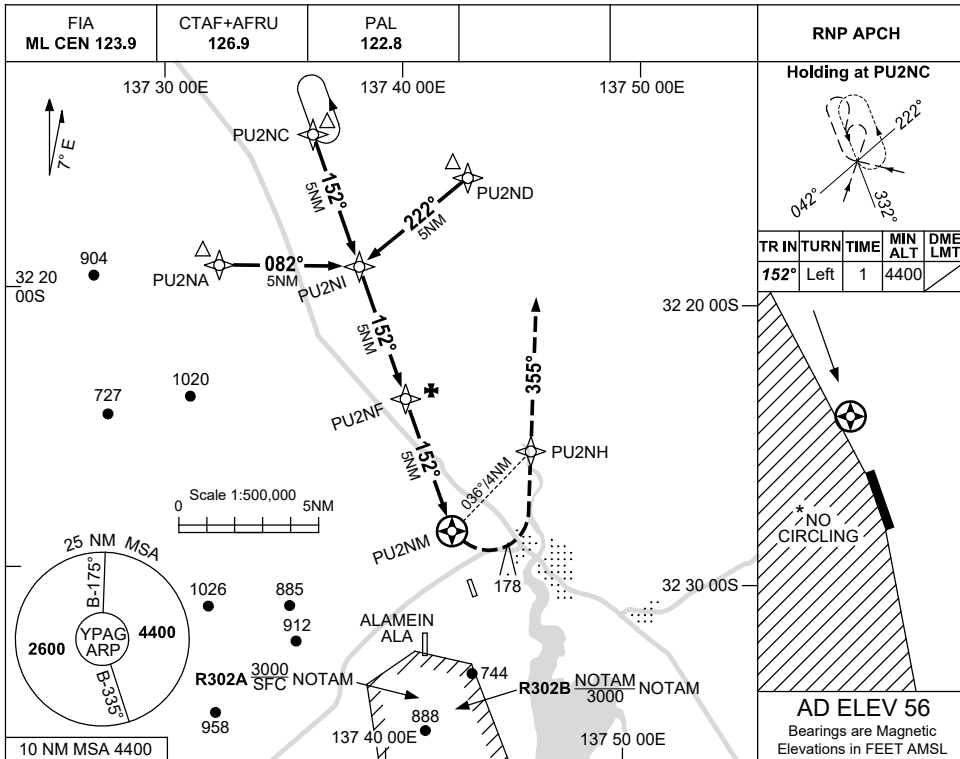 FIA
ML CEN 123.9
CTAF+AFRU
126.9
PAL
122.8
RNP APCH
137 30 00E
137 40 00E
137 50 00E
Holding at PU2NC
222°
042°
332°
TR IN TURN TIME MIN ALT DME LMT
152° Left 1 4400
7° E
PU2NC
152°
5NM
PU2ND
222°
5NM
904
PU2NA
082°
5NM
PU2NI
32 20
00S
32 20 00S
152°
5NM
727
1020
PU2NF
355°
152°
5NM
PU2NH
036°/4NM
Scale 1:500,000
0 5NM
PU2NM
178
*NO
CIRCLING
25 NM MSA
B-175°
2600
YPAG
ARP
4400
B-335°
10 NM MSA 4400
1026
885
912
32 30 00S
ALAMEIN
ALA
R302A 3000 NOTAM
SFC
744
R302B NOTAM NOTAM
3000
958
888
137 40 00E
137 50 00E
AD ELEV 56
Bearings are Magnetic
Elevations in FEET AMSL